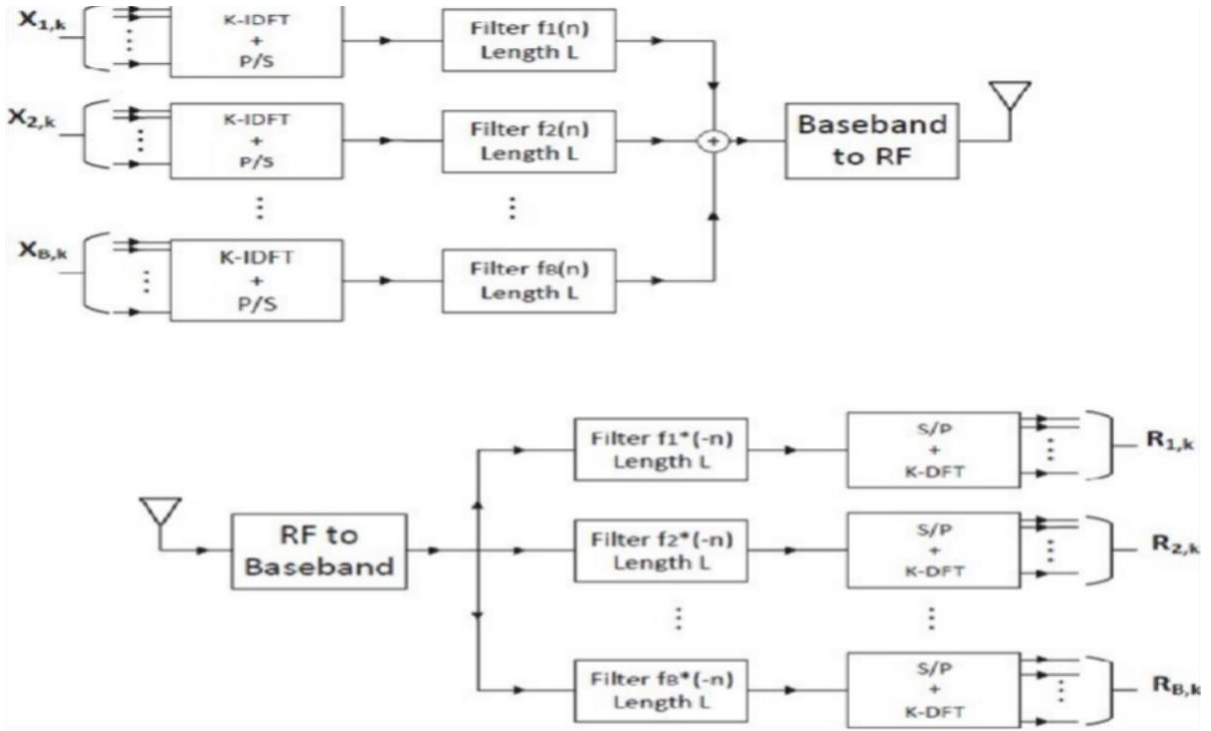 X1,k
K-IDFT
+
P/S
Filter f1(n)
Length L
X2,k
K-IDFT
+
P/S
Filter f2(n)
Length L
+
Baseband
to RF
XB,k
K-IDFT
+
P/S
Filter fB(n)
Length L
Filter f1*(-n)
Length L
S/P
+
K-DFT
R1,k
RF to
Baseband
Filter f2*(-n)
Length L
S/P
+
K-DFT
R2,k
Filter fB*(-n)
Length L
S/P
+
K-DFT
RB,k